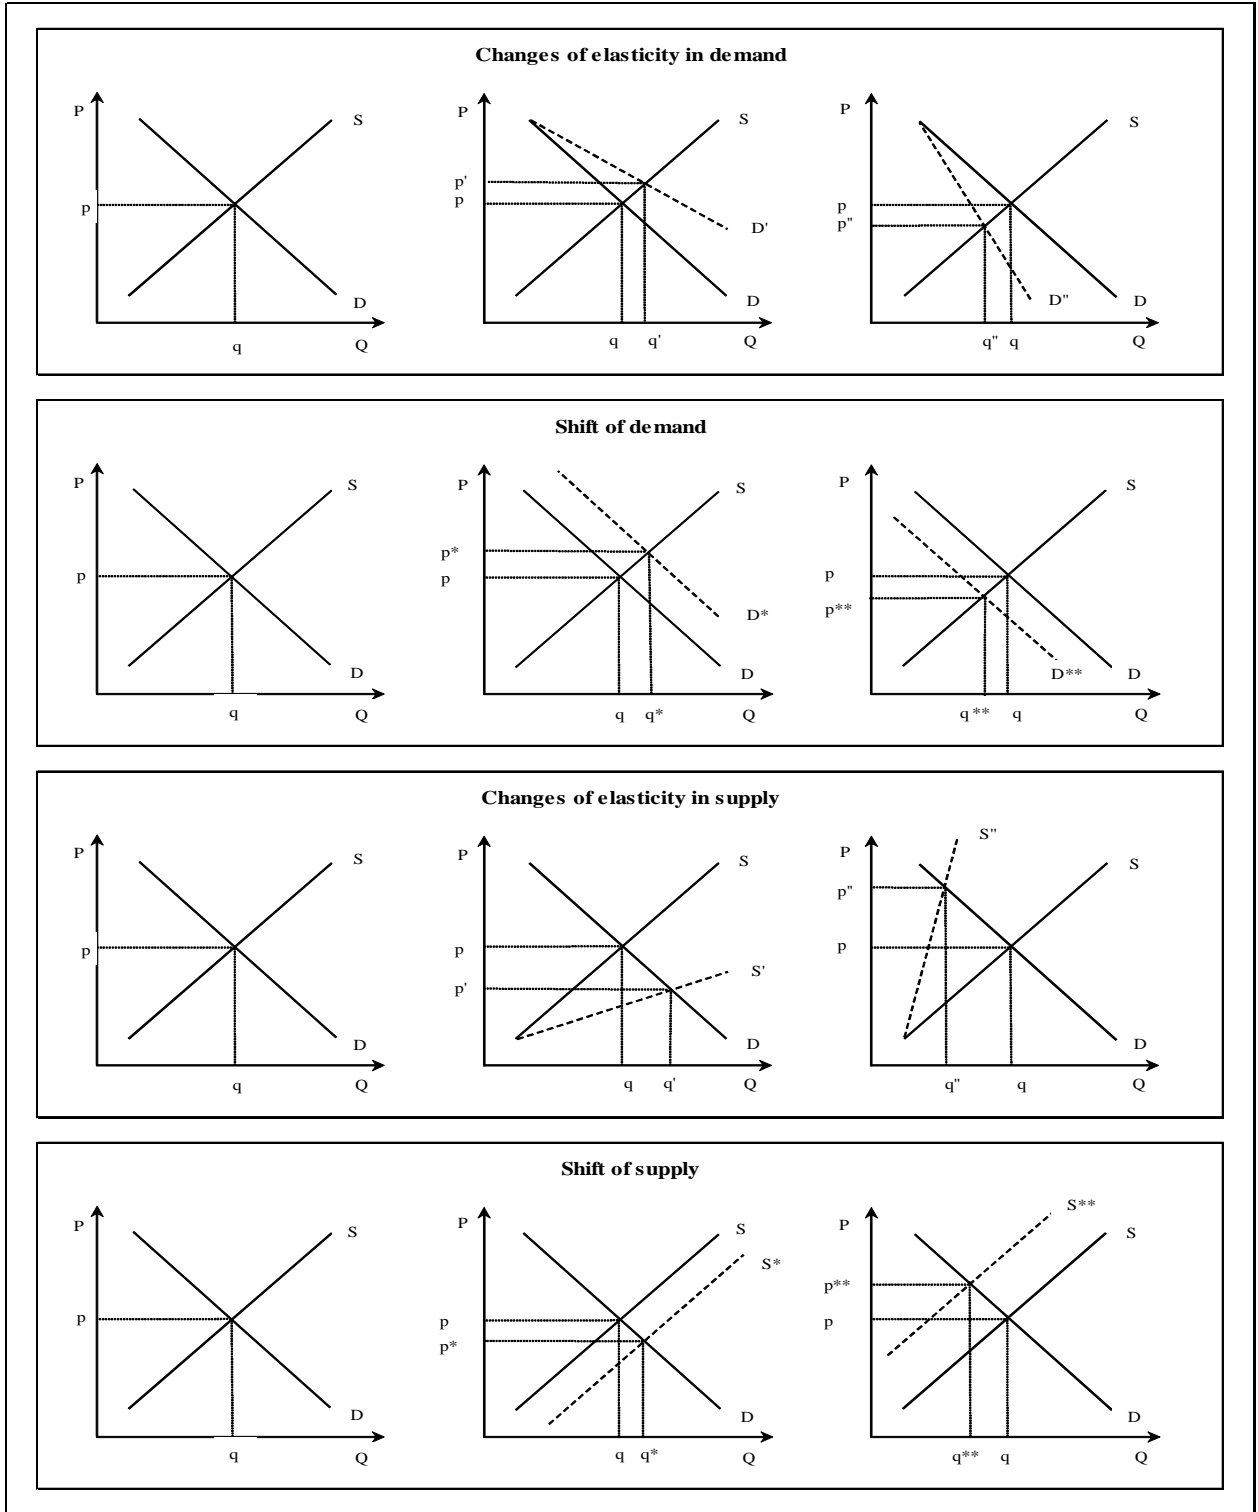 Changes of elasticity in demand
P S
p
D
q Q
P S
p'
p
D'
D
q q' Q
P S
p
p"
D" D
q" q Q
Shift of demand
P S
p
D
q Q
P S
p*
p
D*
D
q q* Q
P S
p
p**
D** D
q** q Q
Changes of elasticity in supply
P S
p
D
q Q
P S
p
S'
p'
D
q q' Q
S"
P S
p"
p
D
q" q Q
Shift of supply
P S
p
D
q Q
P S
S*
p
p*
D
q q* Q
S**
P S
p**
p
D
q** q Q